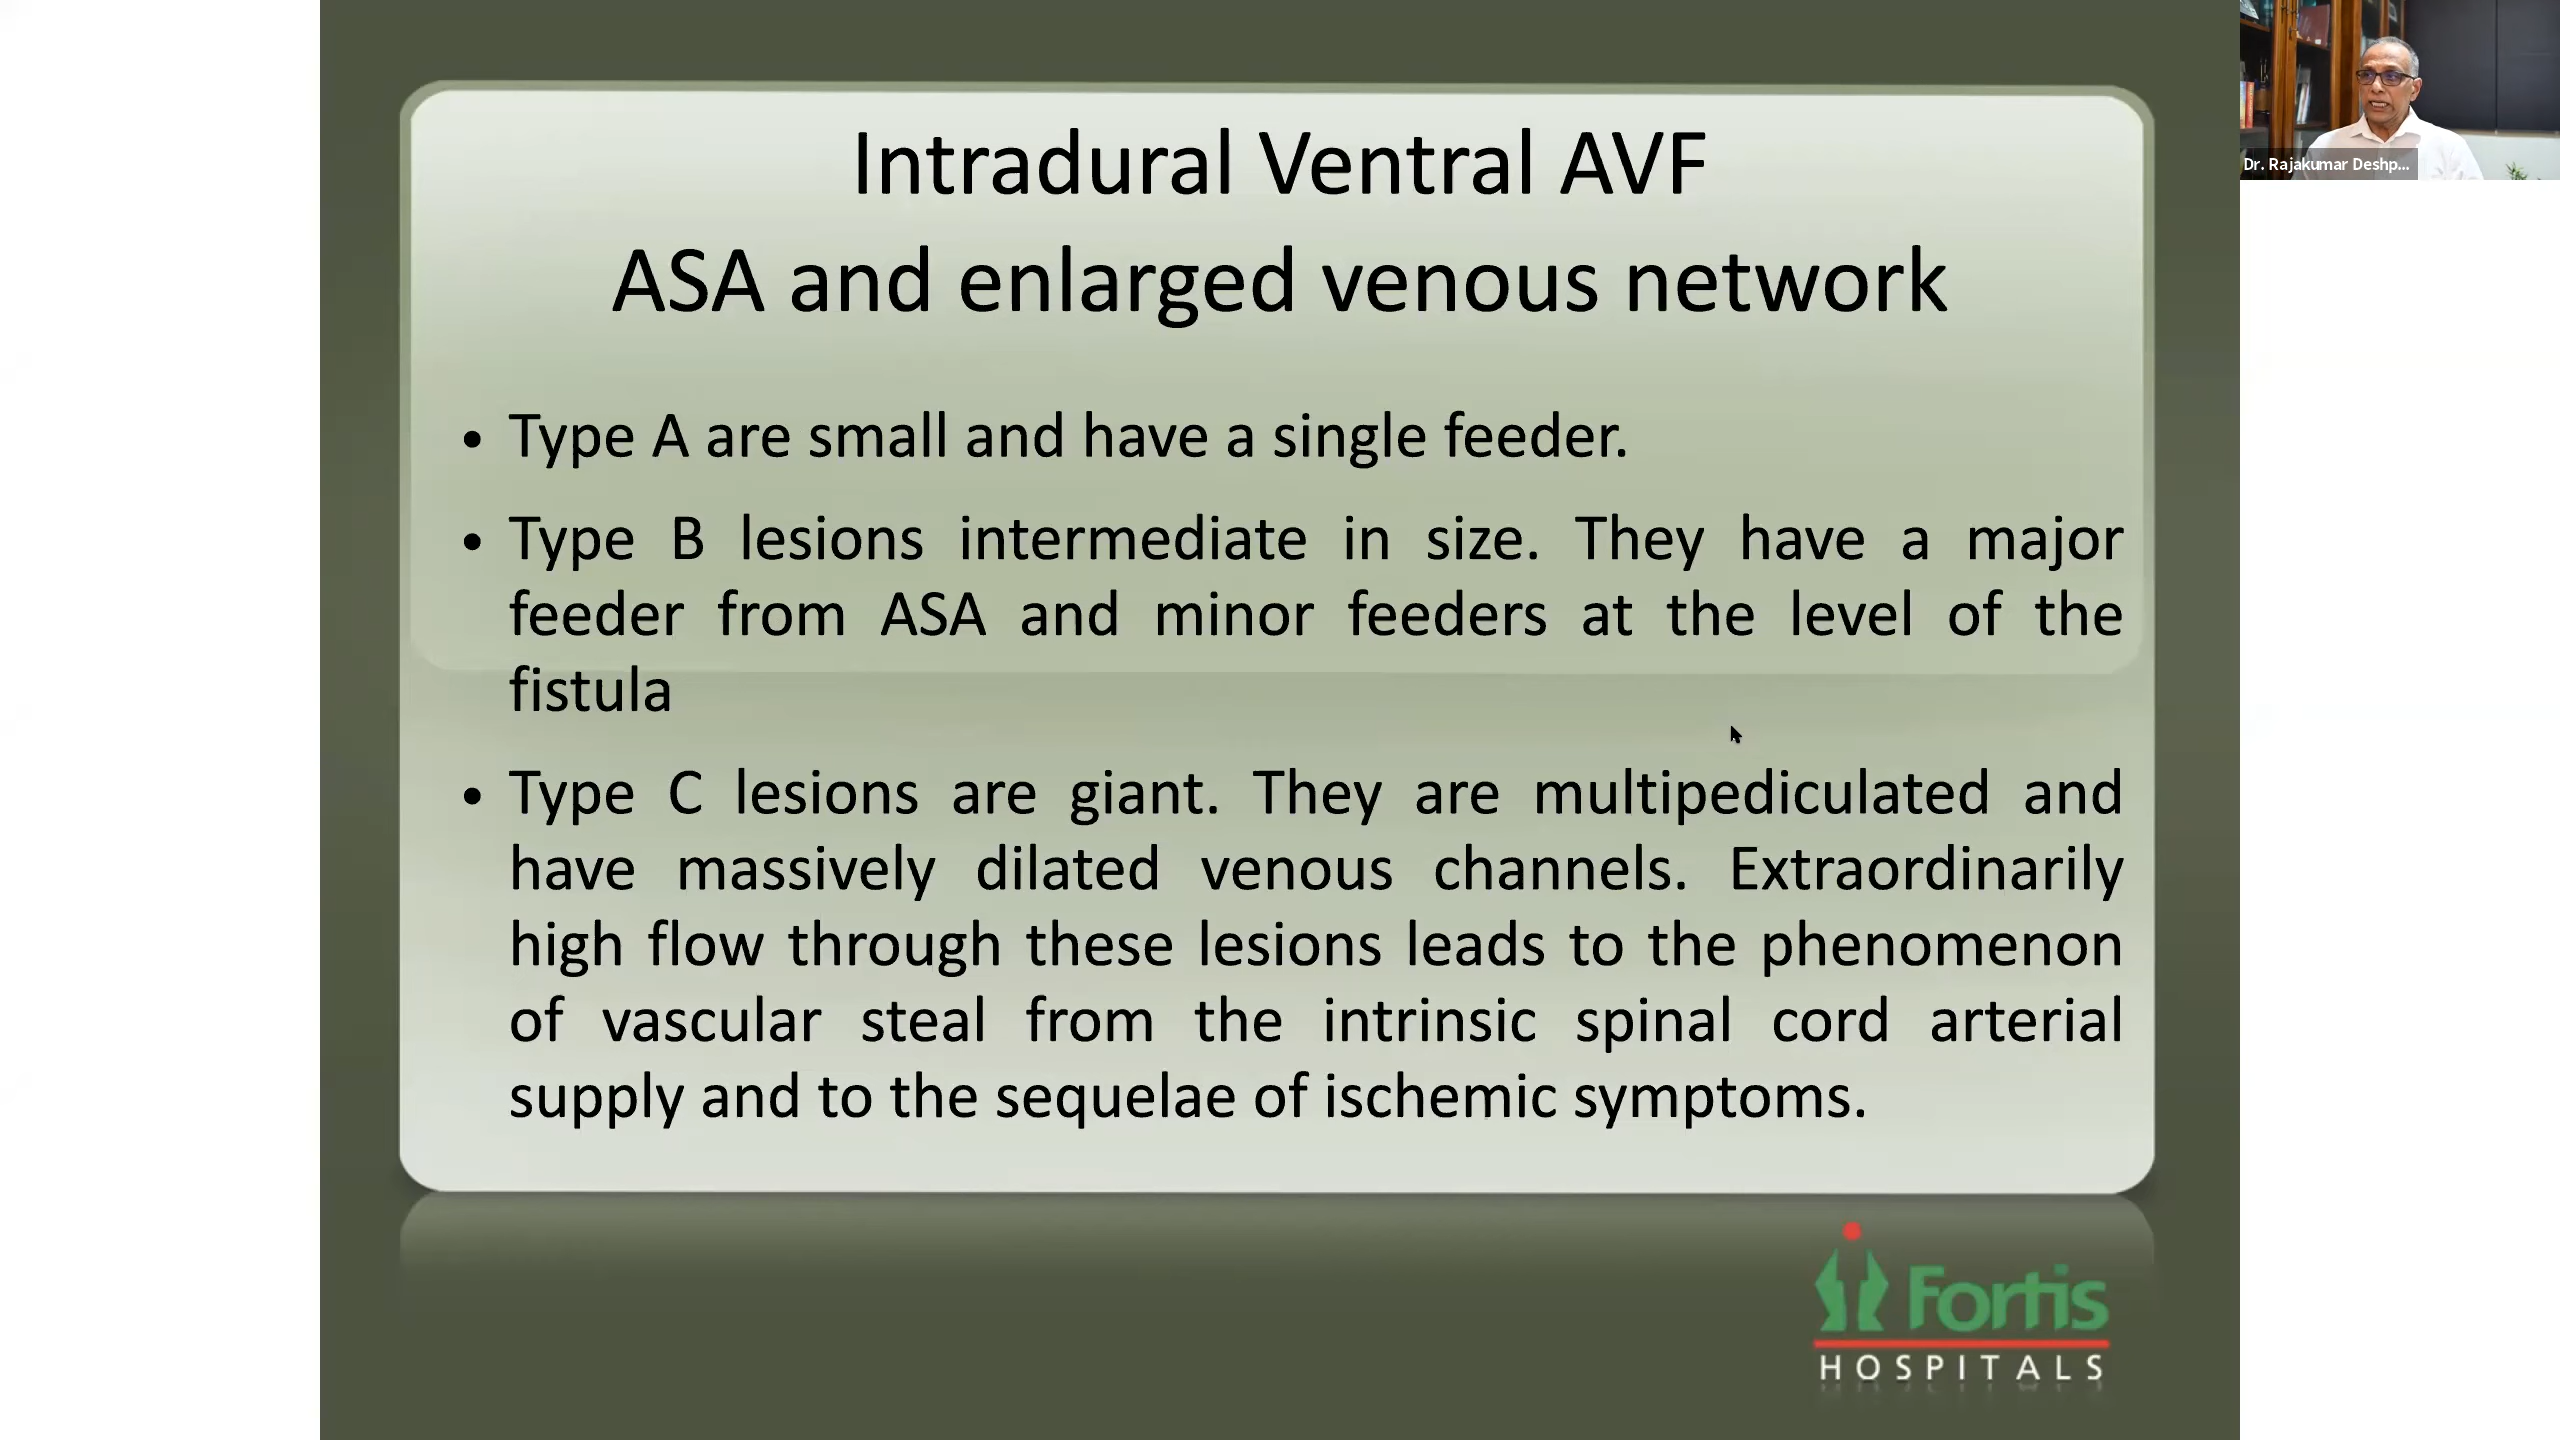 Intradural Ventral AVF
ASA and enlarged venous network
• Type A are small and have a single feeder.
• Type B lesions intermediate in size. They have a major
feeder from ASA and minor feeders at the level of the
fistula
• Type C lesions are giant. They are multipediculated and
have massively dilated venous channels. Extraordinarily
high flow through these lesions leads to the phenomenon
of vascular steal from the intrinsic spinal cord arterial
supply and to the sequelae of ischemic symptoms.
Fortis
HOSPITALS
Dr. Rajakumar Deshp...